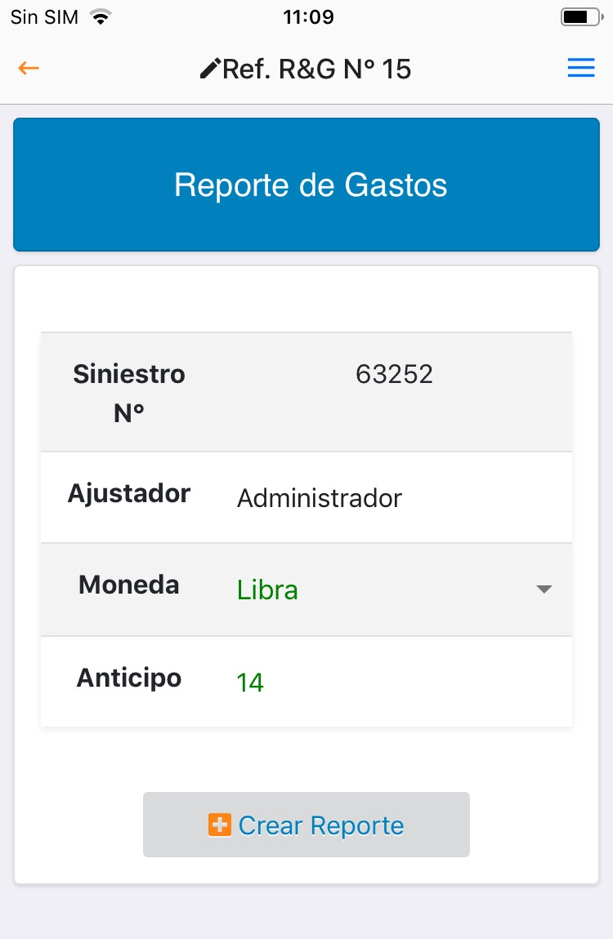 Sin SIM 11:09
Ref. R&G N° 15
Reporte de Gastos
Siniestro N° 63252
Ajustador Administrador
Moneda Libra
Anticipo 14
Crear Reporte